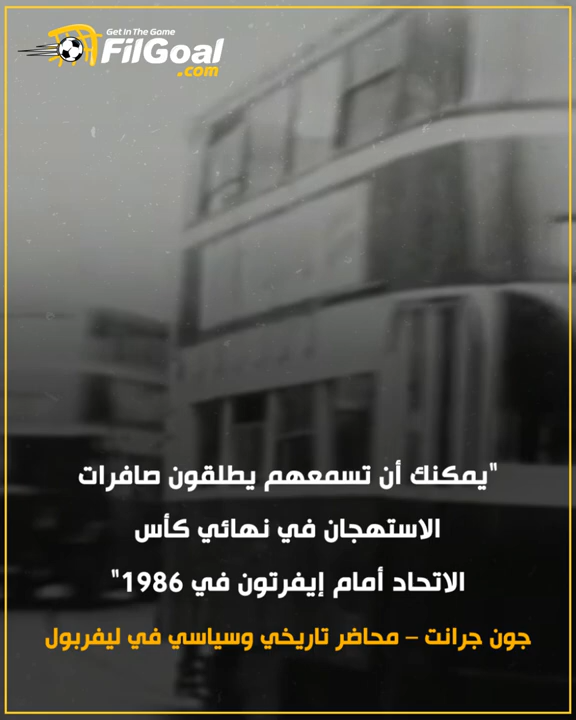 Get In The Game
FilGoal
.com
"يمكنك أن تسمعهم يطلقون صافرات
الاستهجان في نهائي كأس
الاتحاد أمام إيفرتون في 1986"
جون جرانت – محاضر تاريخي وسياسي في ليفربول